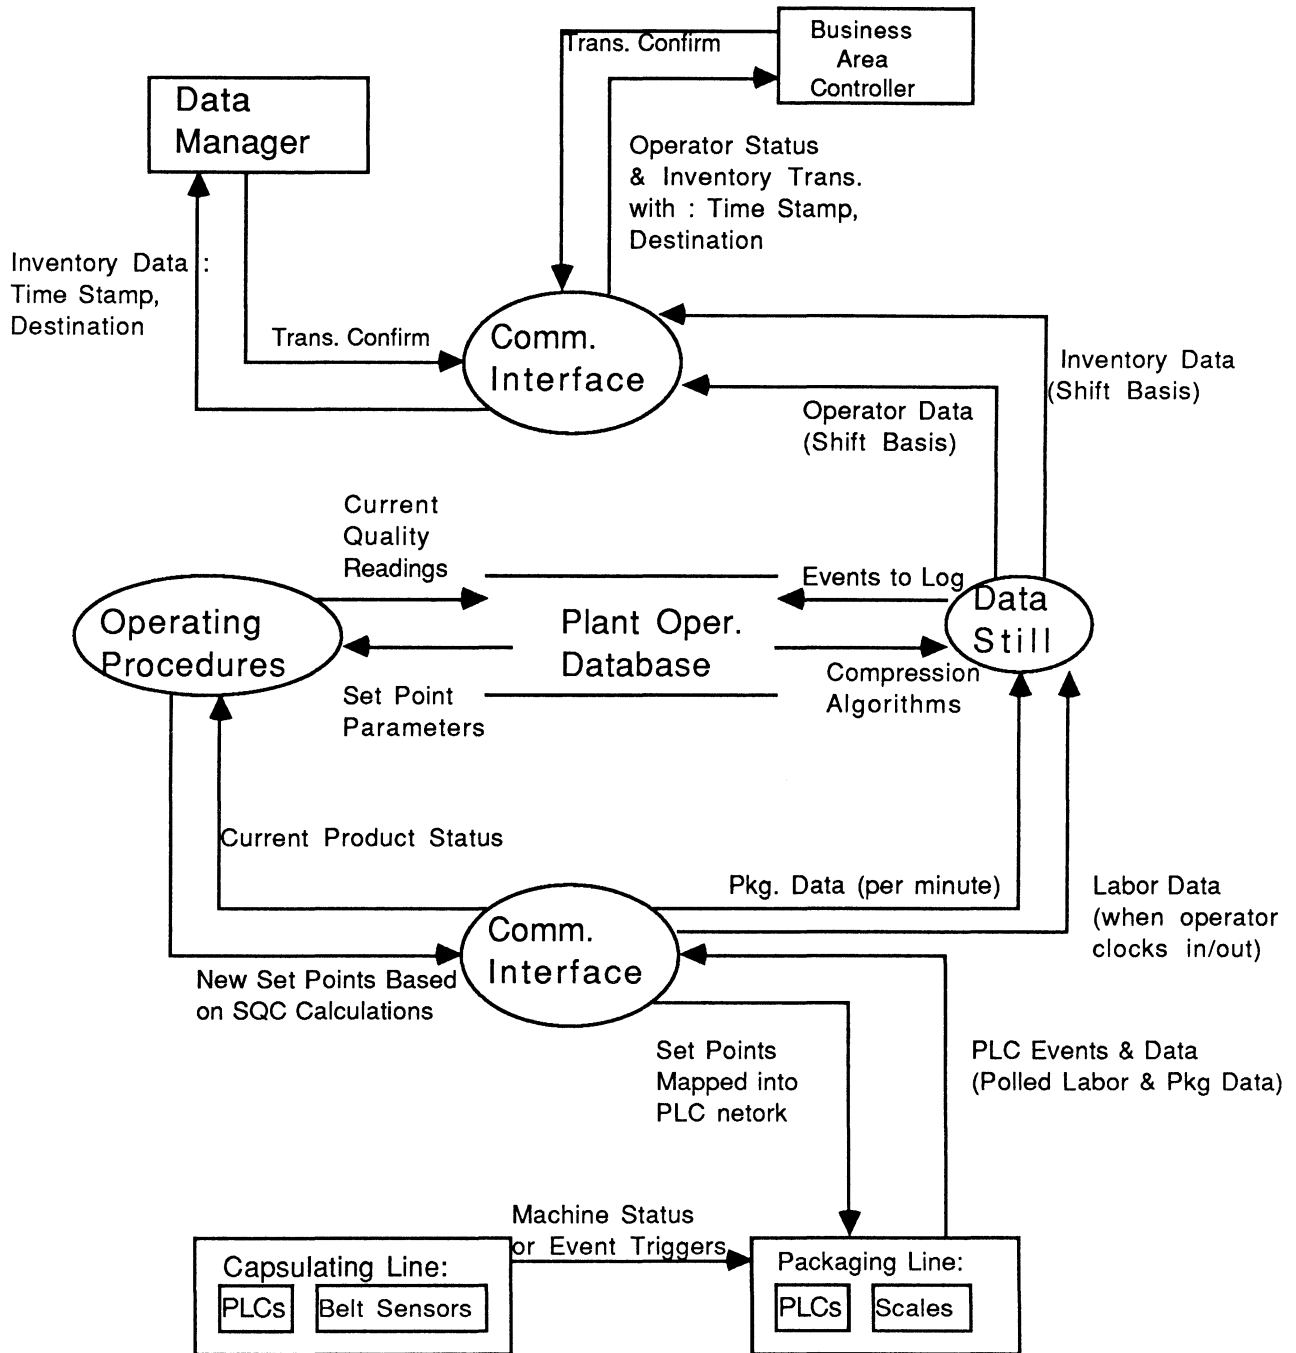 Trans. Confirm
Business
Area
Controller
Data
Manager
Operator Status
& Inventory Trans.
with : Time Stamp,
Destination
Inventory Data :
Time Stamp,
Destination
Trans. Confirm
Comm.
Interface
Inventory Data
(Shift Basis)
Operator Data
(Shift Basis)
Current
Quality
Readings
Events to Log
Data
Still
Operating
Procedures
Plant Oper.
Database
Set Point
Parameters
Compression
Algorithms
Current Product Status
Pkg. Data (per minute)
Labor Data
(when operator
clocks in/out)
Comm.
Interface
New Set Points Based
on SQC Calculations
Set Points
Mapped into
PLC netork
PLC Events & Data
(Polled Labor & Pkg Data)
Machine Status
or Event Triggers
Capsulating Line:
PLCs
Belt Sensors
Packaging Line:
PLCs
Scales